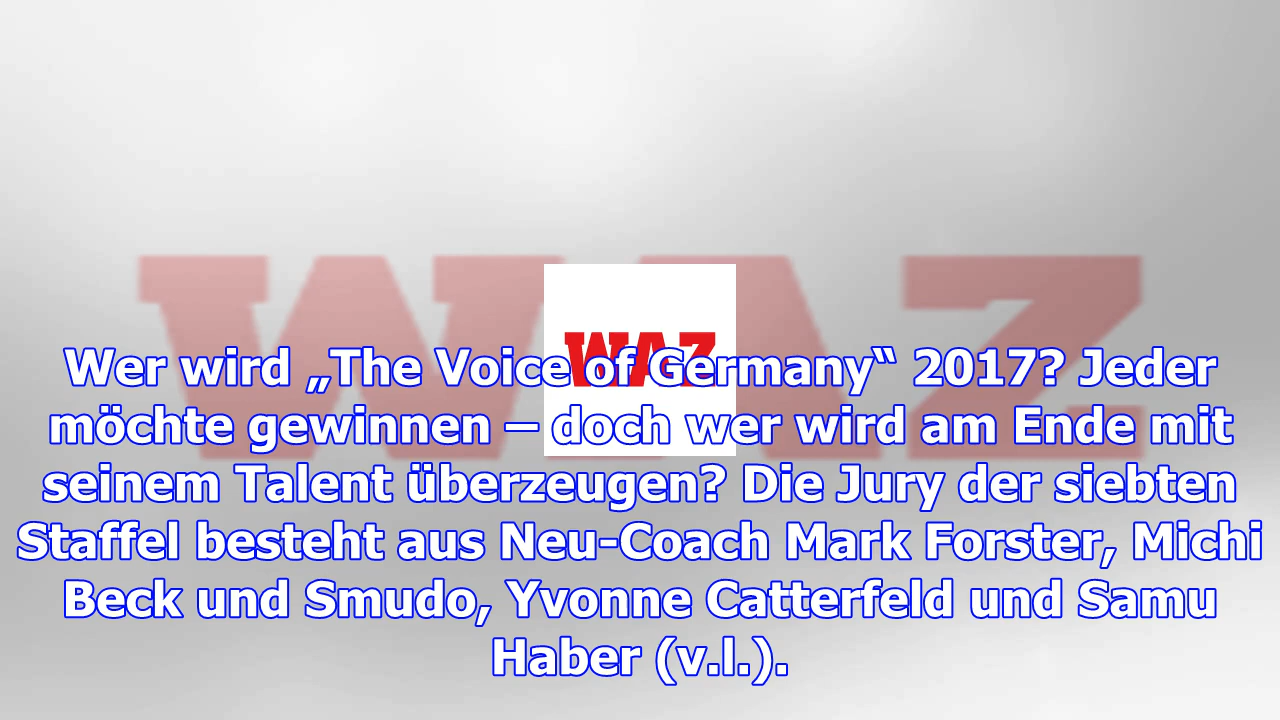 WAZ
WAZ
Wer wird „The Voice of Germany“ 2017? Jeder
möchte gewinnen – doch wer wird am Ende mit
seinem Talent überzeugen? Die Jury der siebten
Staffel besteht aus Neu-Coach Mark Forster, Michi
Beck und Smudo, Yvonne Catterfeld und Samu
Haber (v.l.).